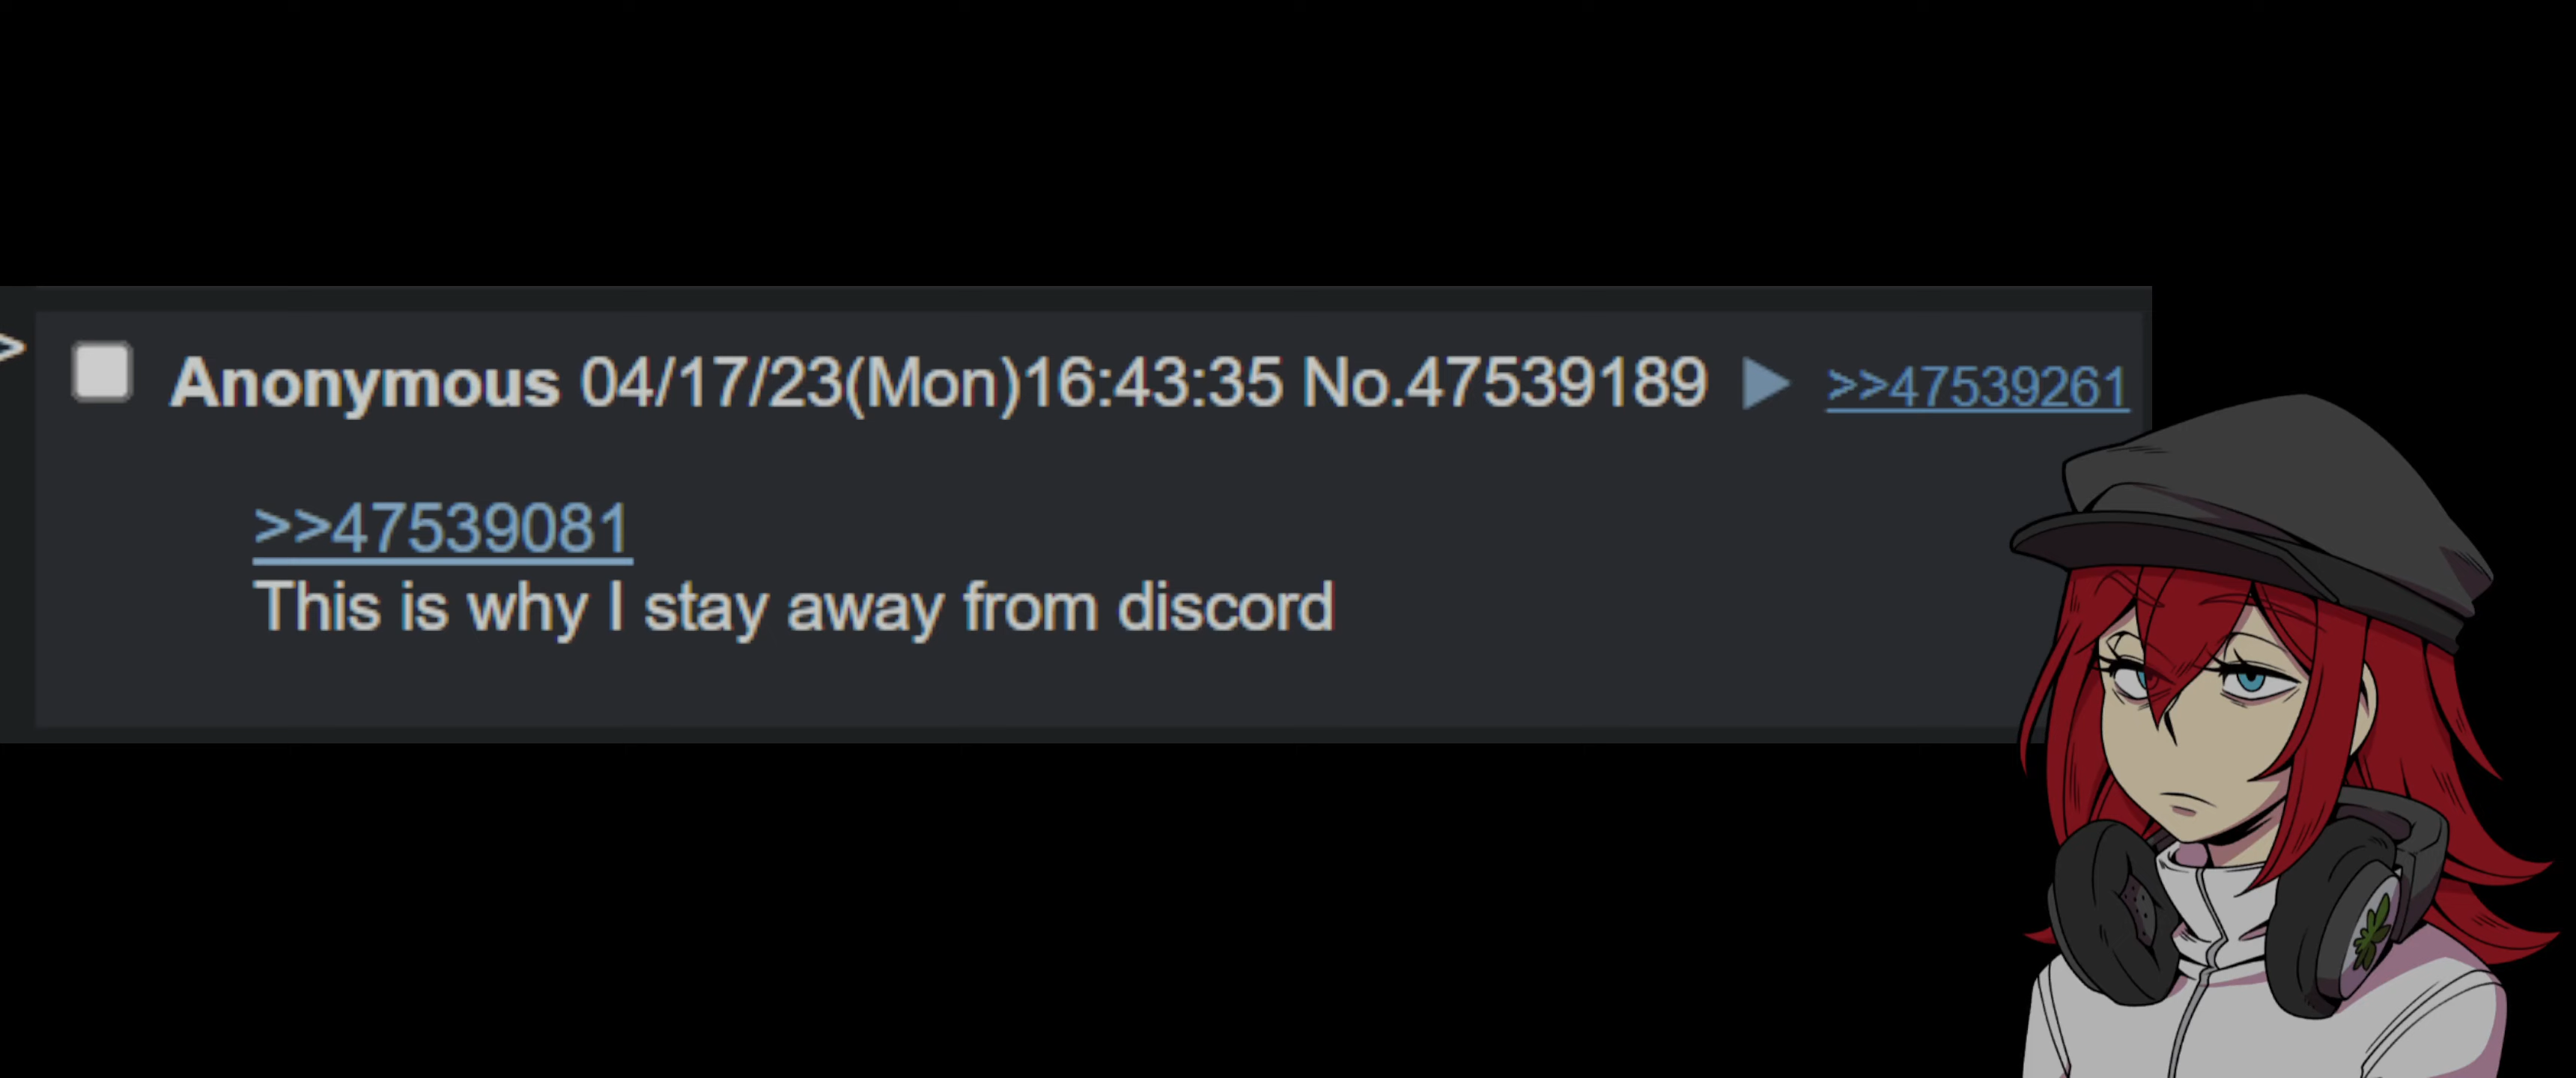 > Anonymous 04/17/23(Mon)16:43:35 No.47539189 ▶ >>47539261
>>47539081
This is why I stay away from discord